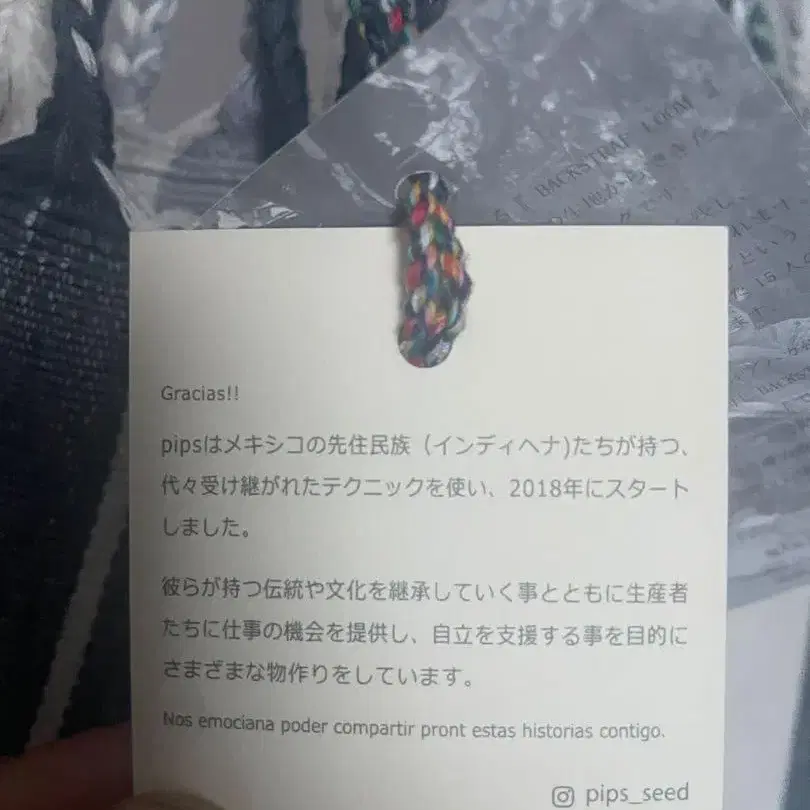 BACKSTRAP LOOM
Gracias!!
pipsはメキシコの先住民族（インディヘナ)たちが持つ、
代々受け継がれたテクニックを使い、2018年にスタート
しました。
彼らが持つ伝統や文化を継承していく事とともに生産者
たちに仕事の機会を提供し、自立を支援する事を目的に
さまざまな物作りをしています。
Nos emociana poder compartir pront estas historias contigo.
pips_seed